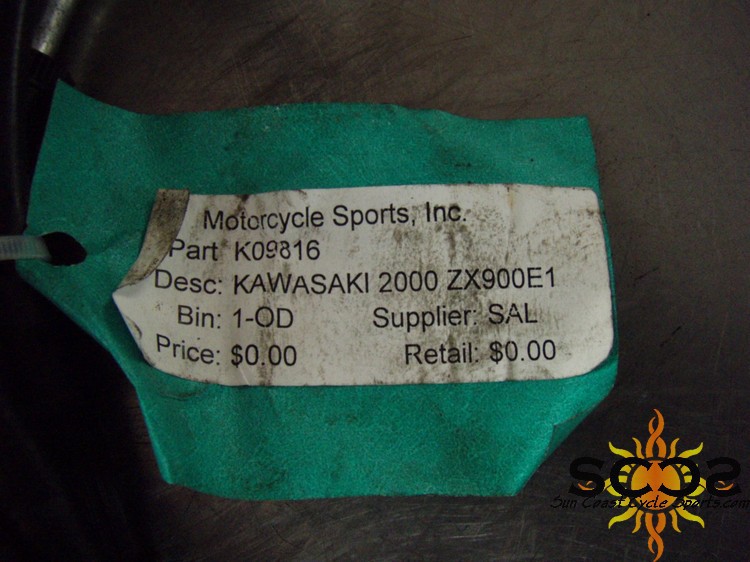 Motorcycle Sports, Inc.
Part K09816
Desc: KAWASAKI 2000 ZX900E1
Bin: 1-OD Supplier: SAL
Price: $0.00 Retail: $0.00
Sun Coast Cycle Sports.com